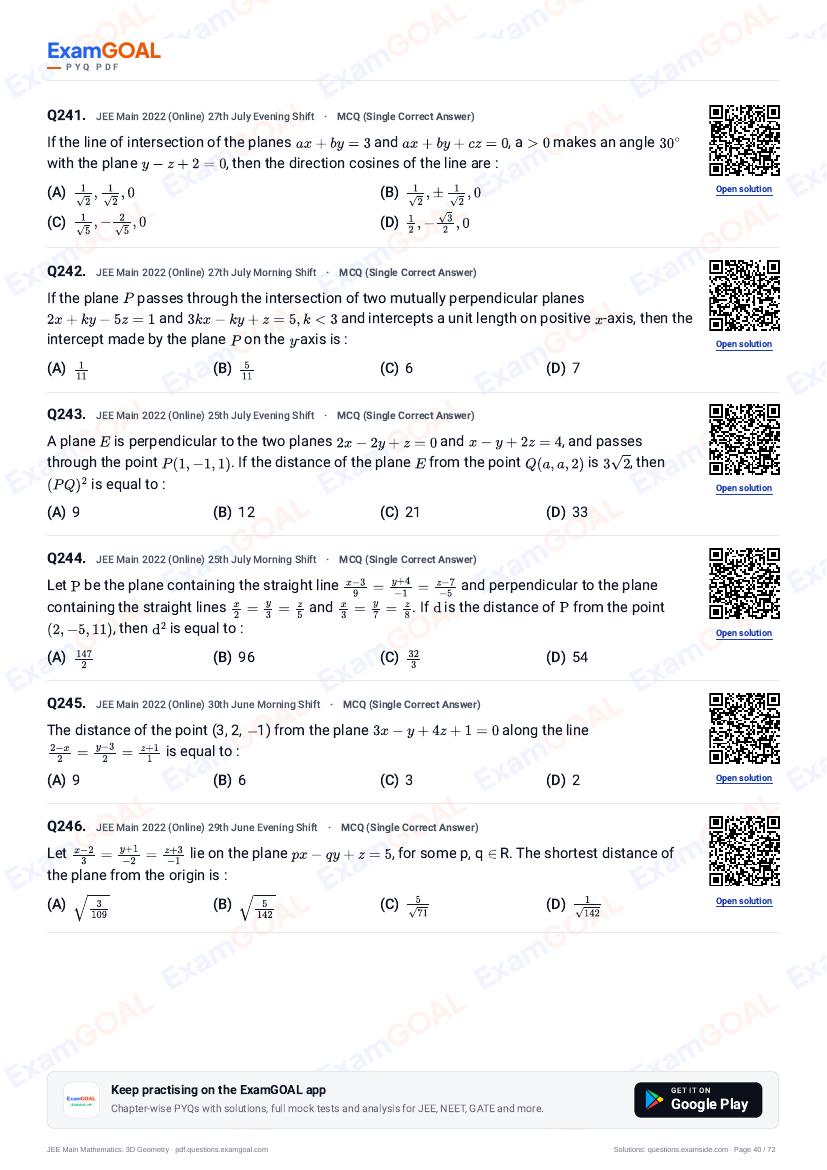 ExamGOAL
PYQ PDF
Q241. JEE Main 2022 (Online) 27th July Evening Shift · MCQ (Single Correct Answer)
If the line of intersection of the planes ax + by = 3 and ax + by + cz = 0, a > 0 makes an angle 30°
with the plane y − z + 2 = 0, then the direction cosines of the line are :
(A) 1/√2, 1/√2, 0 (B) 1/√2, ± 1/√2, 0
(C) 1/√5, −2/√5, 0 (D) 1/2, −√3/2, 0
Open solution
Q242. JEE Main 2022 (Online) 27th July Morning Shift · MCQ (Single Correct Answer)
If the plane P passes through the intersection of two mutually perpendicular planes
2x + ky − 5z = 1 and 3kx − ky + z = 5, k < 3 and intercepts a unit length on positive x-axis, then the
intercept made by the plane P on the y-axis is :
(A) 1/11 (B) 5/11 (C) 6 (D) 7
Open solution
Q243. JEE Main 2022 (Online) 25th July Evening Shift · MCQ (Single Correct Answer)
A plane E is perpendicular to the two planes 2x − 2y + z = 0 and x − y + 2z = 4, and passes
through the point P(1, −1, 1). If the distance of the plane E from the point Q(a, a, 2) is 3√2, then
(PQ)² is equal to :
(A) 9 (B) 12 (C) 21 (D) 33
Open solution
Q244. JEE Main 2022 (Online) 25th July Morning Shift · MCQ (Single Correct Answer)
Let P be the plane containing the straight line (x−3)/9 = (y+4)/−1 = (z−7)/−5 and perpendicular to the plane
containing the straight lines x/2 = y/3 = z/5 and x/3 = y/7 = z/8. If d is the distance of P from the point
(2, −5, 11), then d² is equal to :
(A) 147/2 (B) 96 (C) 32/3 (D) 54
Open solution
Q245. JEE Main 2022 (Online) 30th June Morning Shift · MCQ (Single Correct Answer)
The distance of the point (3, 2, −1) from the plane 3x − y + 4z + 1 = 0 along the line
(2−x)/2 = (y−3)/2 = (z+1)/1 is equal to :
(A) 9 (B) 6 (C) 3 (D) 2
Open solution
Q246. JEE Main 2022 (Online) 29th June Evening Shift · MCQ (Single Correct Answer)
Let (x−2)/3 = (y+1)/−2 = (z+3)/−1 lie on the plane px − qy + z = 5, for some p, q ∈ R. The shortest distance of
the plane from the origin is :
(A) √(3/109) (B) √(5/142) (C) 5/√71 (D) 1/√142
Open solution
Keep practising on the ExamGOAL app
Chapter-wise PYQs with solutions, full mock tests and analysis for JEE, NEET, GATE and more.
GET IT ON
Google Play
JEE Main Mathematics: 3D Geometry · pdf.questions.examgoal.com Solutions: questions.examside.com · Page 40 / 72